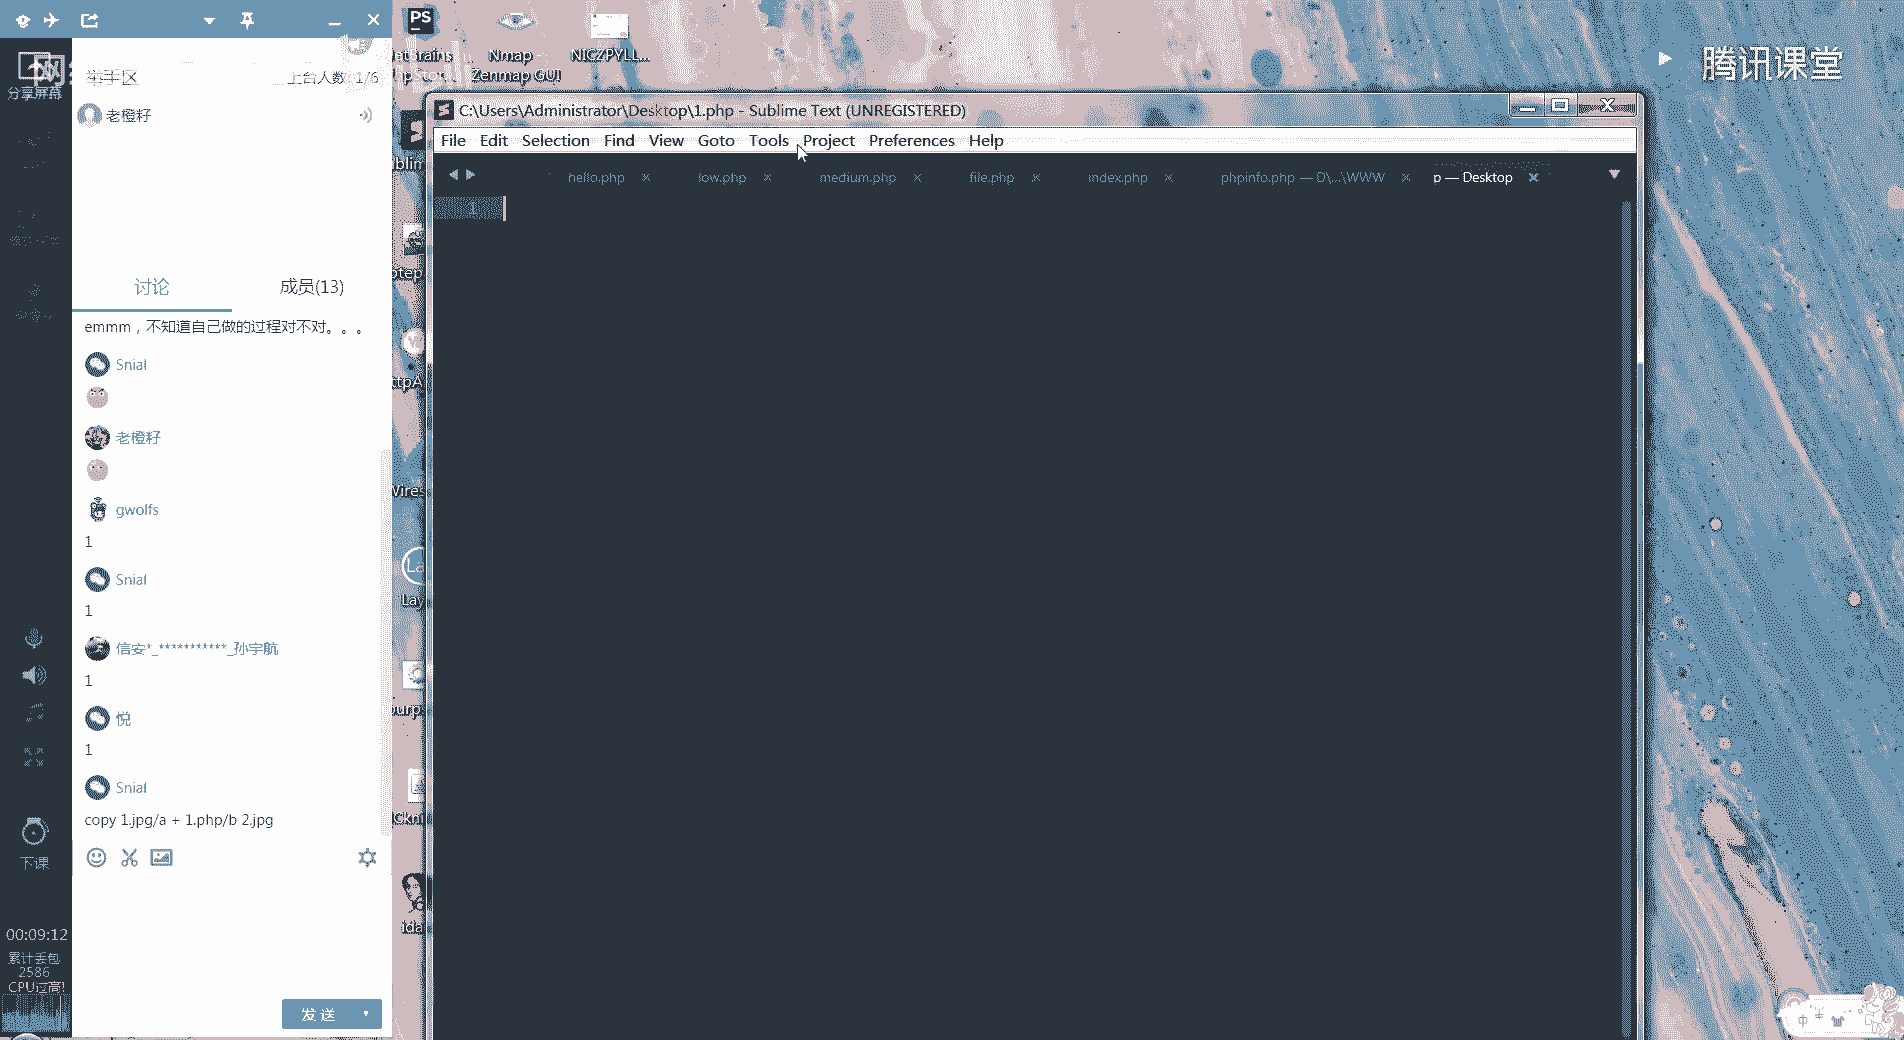 分享屏幕
举手区
上台人数: 1/6
老橙籽
讨论
成员(13)
emmm，不知道自己做的过程对不对。。。
Snial
老橙籽
gwolfs
1
Snial
1
信安*_***********_孙宇航
1
悦
1
Snial
copy 1.jpg/a + 1.php/b 2.jpg
下课
00:09:12
累计丢包
2586
CPU过高!
发送
PS
Nmap -
Zenmap GUI
NICZPYLL...
腾讯课堂
C:\Users\Administrator\Desktop\1.php - Sublime Text (UNREGISTERED)
File Edit Selection Find View Goto Tools Project Preferences Help
hello.php
low.php
medium.php
file.php
index.php
phpinfo.php — D:\...\WWW
p — Desktop
1
中